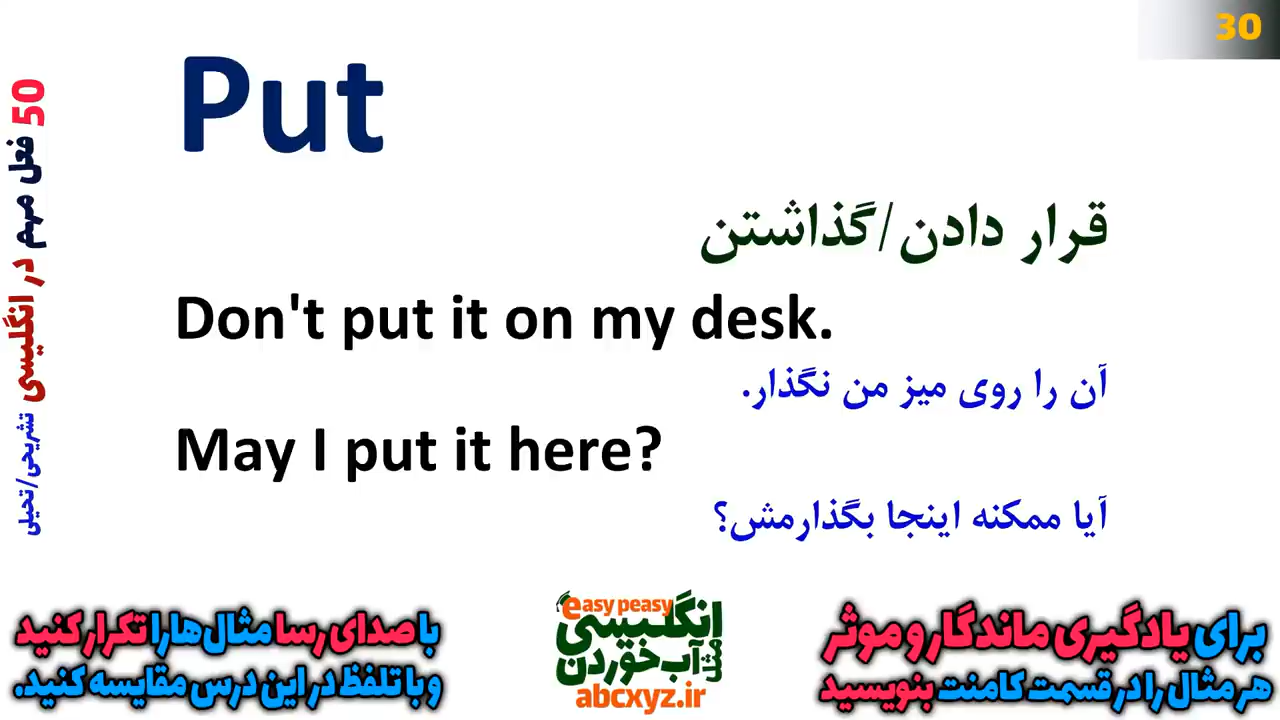 30
Put
قرار دادن/گذاشتن
Don't put it on my desk.
آن را روی میز من نگذار.
May I put it here?
آیا ممکنه اینجا بگذارمش؟
50 فعل مهم در انگلیسی تشریحی/تحیلی
برای یادگیری ماندگار و موثر
هر مثال را در قسمت کامنت بنویسید
easy peasy
انگلیسی
مثل آب خوردن
abcxyz.ir
با صدای رسا مثال‌ها را تکرار کنید
و با تلفظ در این درس مقایسه کنید.